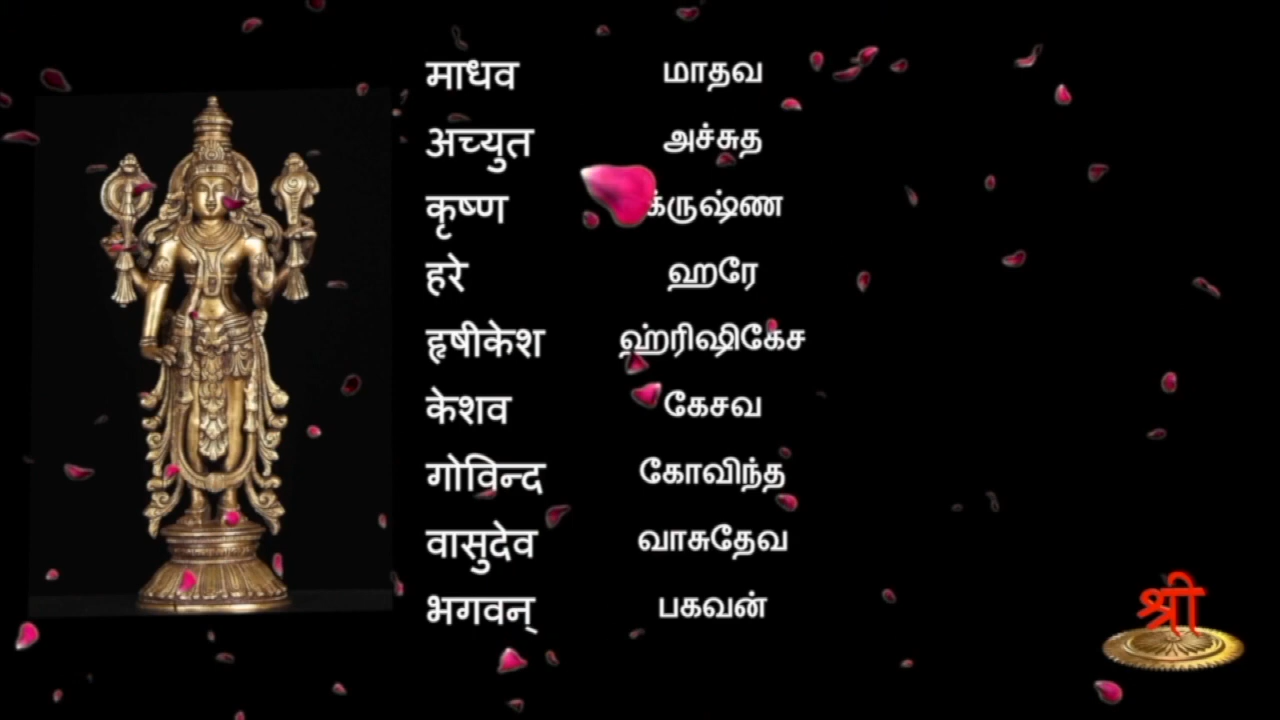 माधव மாதவ
अच्युत அச்சுத
कृष्ण க்ருஷ்ண
हरे ஹரே
हृषीकेश ஹ்ரிஷிகேச
केशव கேசவ
गोविन्द கோவிந்த
वासुदेव வாசுதேவ
भगवन् பகவன்
श्री